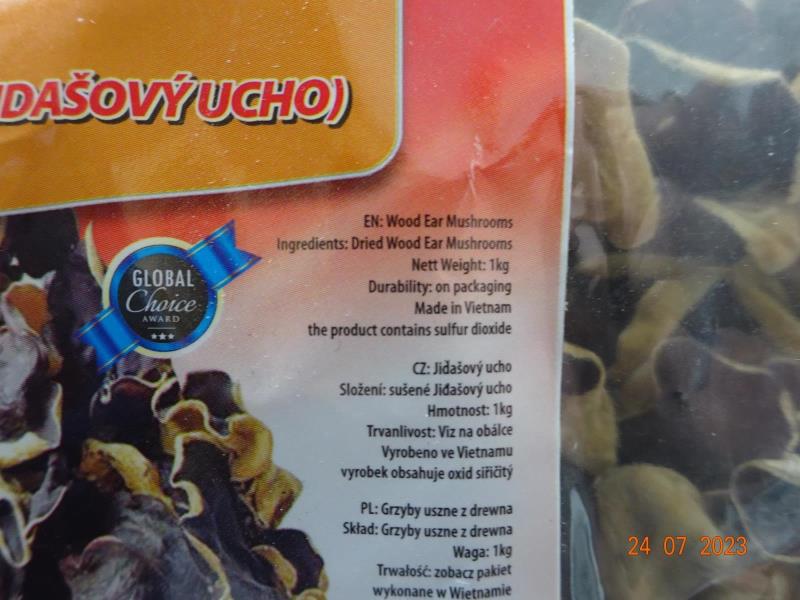 JIDAŠOVÝ UCHO)
GLOBAL
Choice
AWARD
EN: Wood Ear Mushrooms
Ingredients: Dried Wood Ear Mushrooms
Nett Weight: 1kg
Durability: on packaging
Made in Vietnam
the product contains sulfur dioxide
CZ: Jiďašový ucho
Složení: sušené Jiďašový ucho
Hmotnost: 1kg
Trvanlivost: Viz na obálce
Vyrobeno ve Vietnamu
vyrobek obsahuje oxid siřičitý
PL: Grzyby uszne z drewna
Skład: Grzyby uszne z drewna
Waga: 1kg
Trwałość: zobacz pakiet
wykonane w Wietnamie
24 07 2023